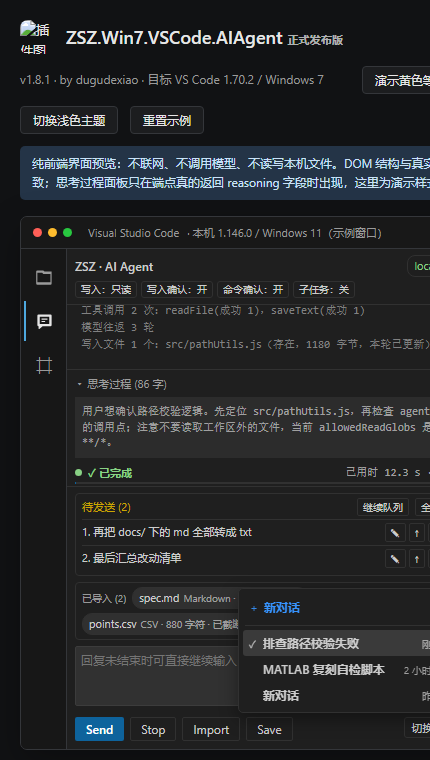 插
件
图
ZSZ.Win7.VSCode.AIAgent 正式发布版
v1.8.1 · by dugudexiao · 目标 VS Code 1.70.2 / Windows 7
演示黄色等
切换浅色主题
重置示例
纯前端界面预览：不联网、不调用模型、不读写本机文件。DOM 结构与真实
致；思考过程面板只在端点真的返回 reasoning 字段时出现，这里为演示样式
Visual Studio Code · 本机 1.146.0 / Windows 11（示例窗口）
ZSZ · AI Agent
loca
写入：只读
写入确认：开
命令确认：开
子任务：关
工具调用 2 次：readFile(成功 1)，saveText(成功 1)
模型往返 3 轮
写入文件 1 个：src/pathUtils.js（存在，1180 字节，本轮已更新）
思考过程 (86 字)
用户想确认路径校验逻辑。先定位 src/pathUtils.js，再检查 agent
的调用点；注意不要读取工作区外的文件，当前 allowedReadGlobs 是
**/*。
✓ 已完成
已用时 12.3 s ·
待发送 (2)
继续队列
全
1. 再把 docs/ 下的 md 全部转成 txt
↑
2. 最后汇总改动清单
↑
已导入 (2)
spec.md Markdown ·
points.csv CSV · 880 字符 · 已截
+ 新对话
✓ 排查路径校验失败
刚
MATLAB 复刻自检脚本
2 小时
新对话
昨
回复未结束时可直接继续输入
Send
Stop
Import
Save
切换